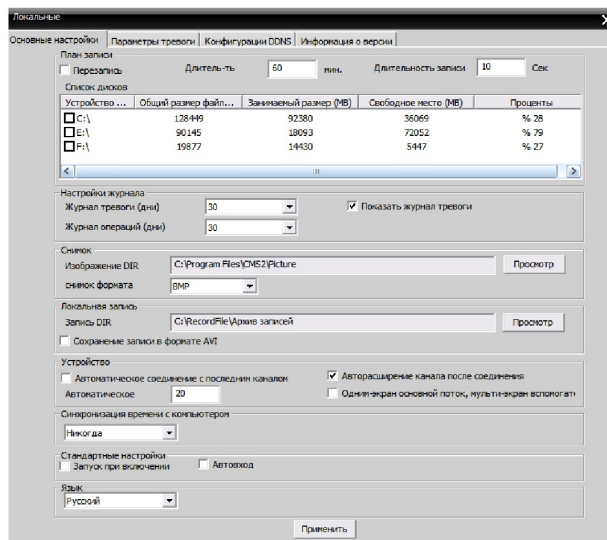 Локальные
Основные настройки Параметры тревоги Конфигурации DDNS Информация о версии
План записи
Перезапись Длитель-ть 60 мин. Длительность записи 10 Сек
Список дисков
Устройство ... Общий размер файл... Занимаемый размер (MB) Свободное место (MB) Проценты
C:\ 128449 92380 36069 % 28
E:\ 90145 18093 72052 % 79
F:\ 19877 14430 5447 % 27
Настройки журнала
Журнал тревоги (дни) 30 Показать журнал тревоги
Журнал операций (дни) 30
Снимок
Изображение DIR C:\Program Files\CMS2\Picture Просмотр
снимок формата BMP
Локальная запись
Запись DIR C:\RecordFile\Архив записей Просмотр
Сохранение записи в формате AVI
Устройство
Автоматическое соединение с последним каналом Авторасширение канала после соединения
Автоматическое 20 Одним-экран основной поток, мульти-экран вспомогате
Синхронизация времени с компьютером
Никогда
Стандартные настройки
Запуск при включении Автовход
Язык
Русский
Применить